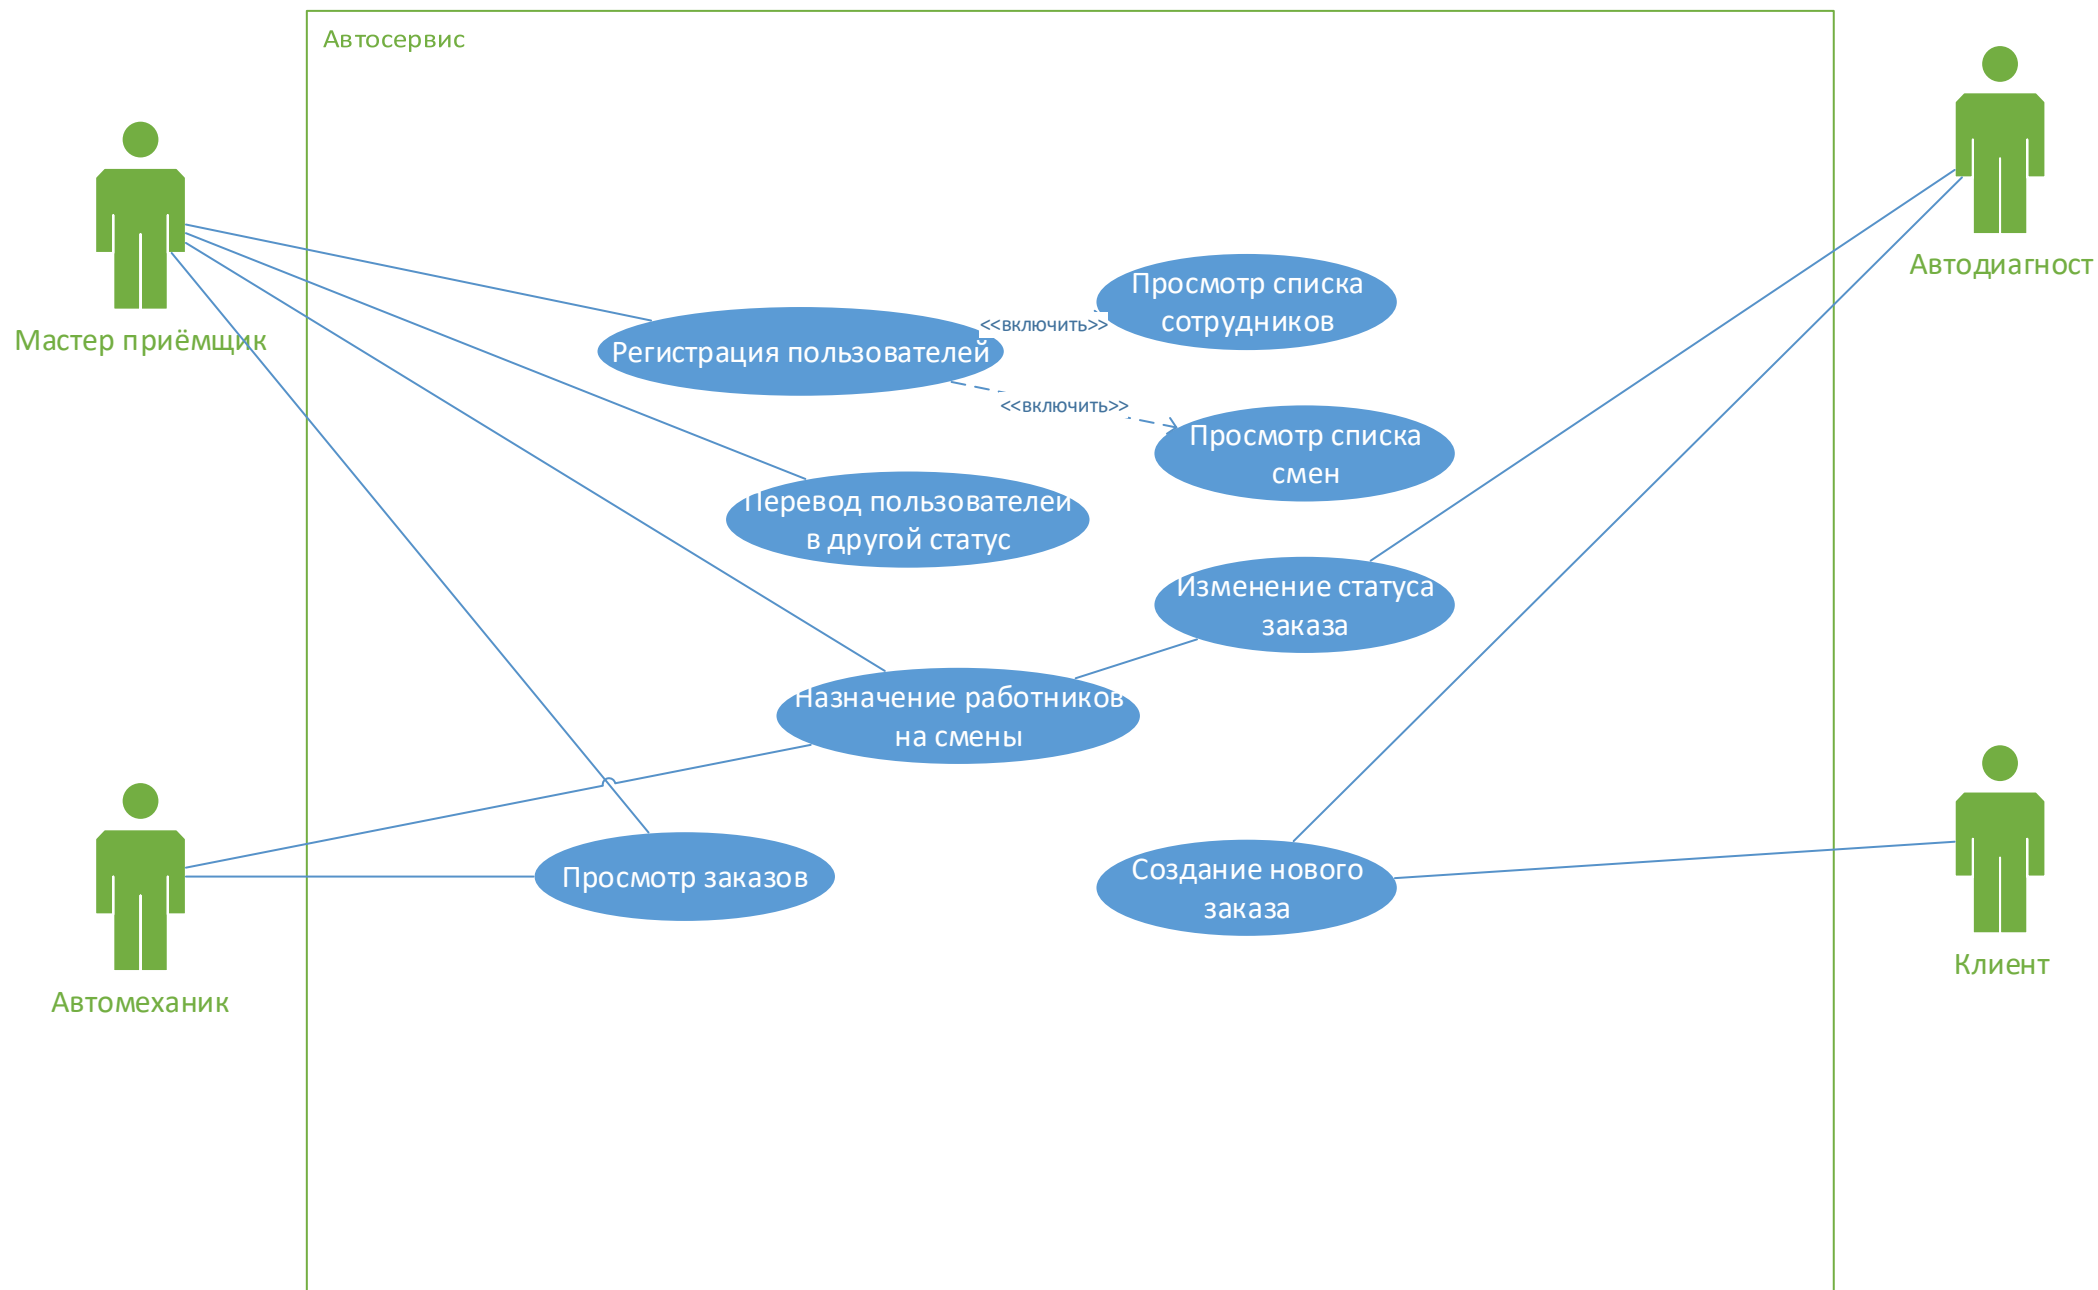 Автосервис
Мастер приёмщик
Автодиагност
Просмотр списка
сотрудников
<<включить>>
Регистрация пользователей
<<включить>>
Просмотр списка
смен
Перевод пользователей
в другой статус
Изменение статуса
заказа
Назначение работников
на смены
Просмотр заказов
Создание нового
заказа
Автомеханик
Клиент